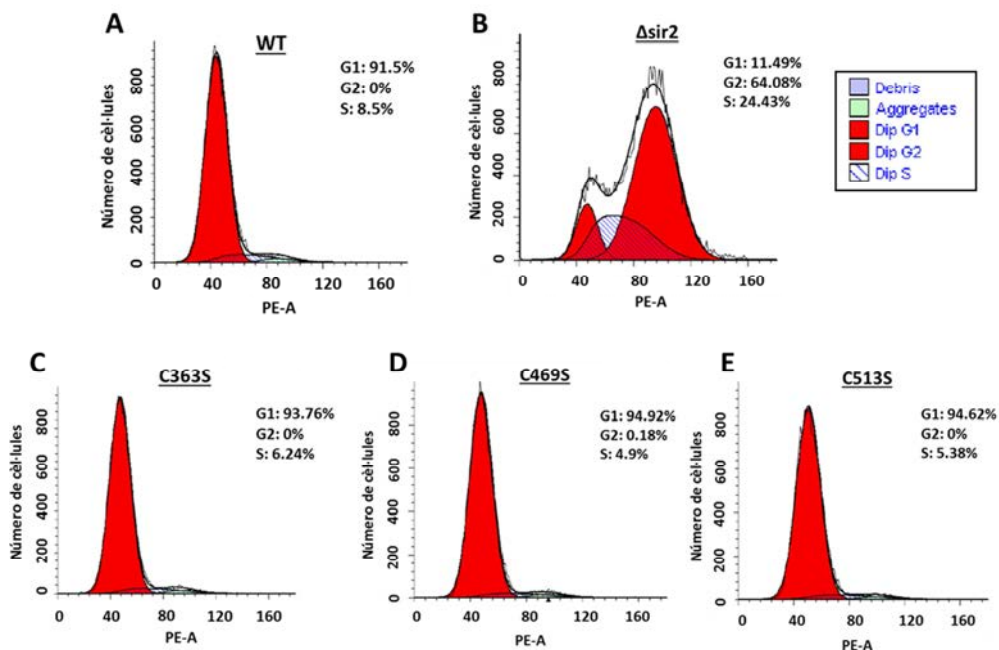 A
WT
G1: 91.5%
G2: 0%
S: 8.5%
Número de cèl·lules
800
600
400
200
0
0
40
80
120
160
PE-A
B
Δsir2
G1: 11.49%
G2: 64.08%
S: 24.43%
Número de cèl·lules
800
600
400
200
0
0
40
80
120
160
PE-A
Debris
Aggregates
Dip G1
Dip G2
Dip S
C
C363S
G1: 93.76%
G2: 0%
S: 6.24%
Número de cèl·lules
800
600
400
200
0
0
40
80
120
160
PE-A
D
C469S
G1: 94.92%
G2: 0.18%
S: 4.9%
Número de cèl·lules
800
600
400
200
0
0
40
80
120
160
PE-A
E
C513S
G1: 94.62%
G2: 0%
S: 5.38%
Número de cèl·lules
800
600
400
200
0
0
40
80
120
160
PE-A